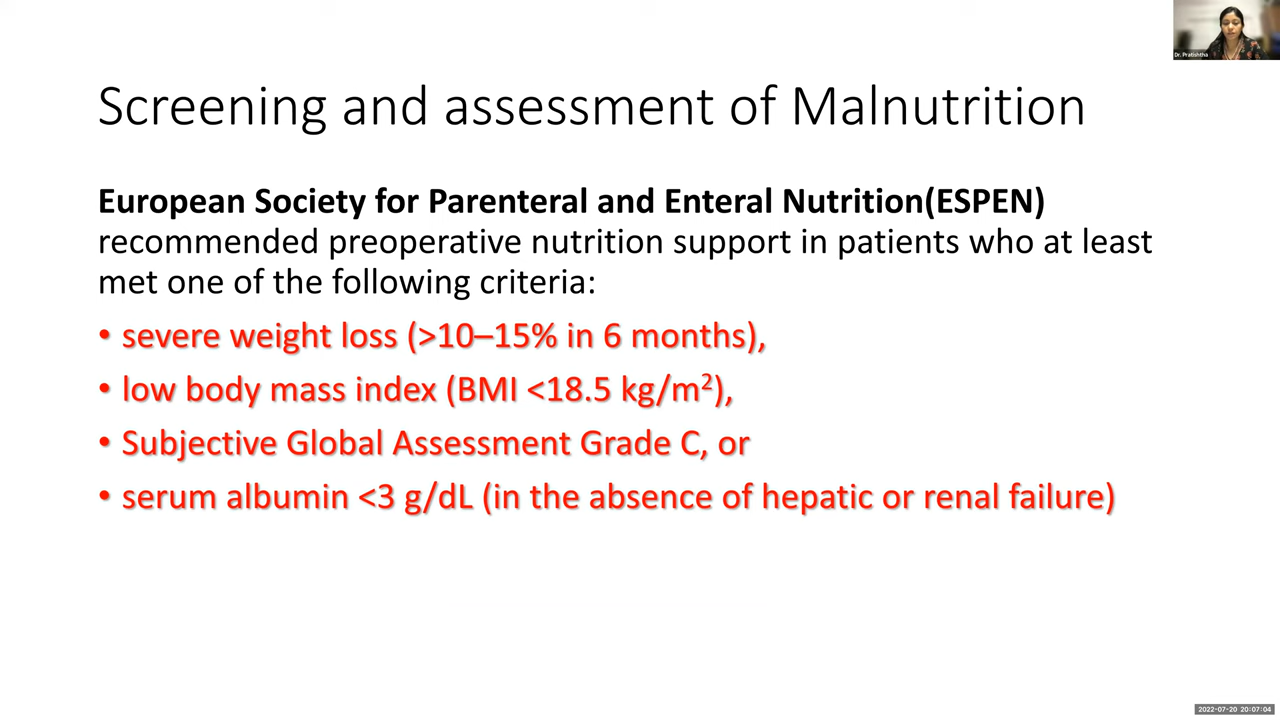 Dr. Pratishtha
Screening and assessment of Malnutrition
European Society for Parenteral and Enteral Nutrition(ESPEN)
recommended preoperative nutrition support in patients who at least
met one of the following criteria:
• severe weight loss (>10–15% in 6 months),
• low body mass index (BMI <18.5 kg/m²),
• Subjective Global Assessment Grade C, or
• serum albumin <3 g/dL (in the absence of hepatic or renal failure)
2022-07-20 20:07:04